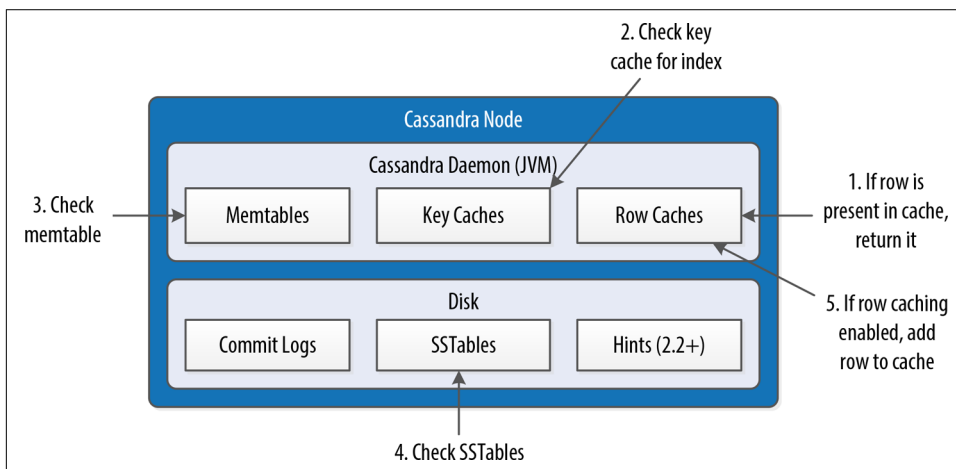 2. Check key
cache for index
Cassandra Node
Cassandra Daemon (JVM)
3. Check
memtable
Memtables
Key Caches
Row Caches
1. If row is
present in cache,
return it
Disk
Commit Logs
SSTables
Hints (2.2+)
5. If row caching
enabled, add
row to cache
4. Check SSTables